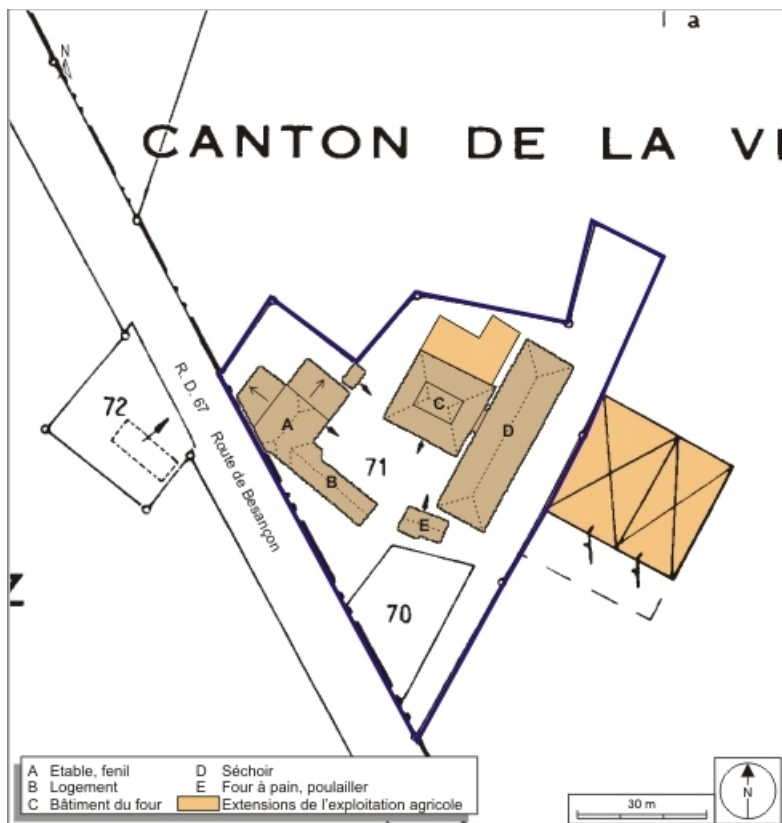 a
N
CANTON DE LA VI
R. D. 67 Route de Besançon
72
A
B
C
D
E
71
70
Z
A Etable, fenil
B Logement
C Bâtiment du four
D Séchoir
E Four à pain, poulailler
Extensions de l'exploitation agricole
30 m
N